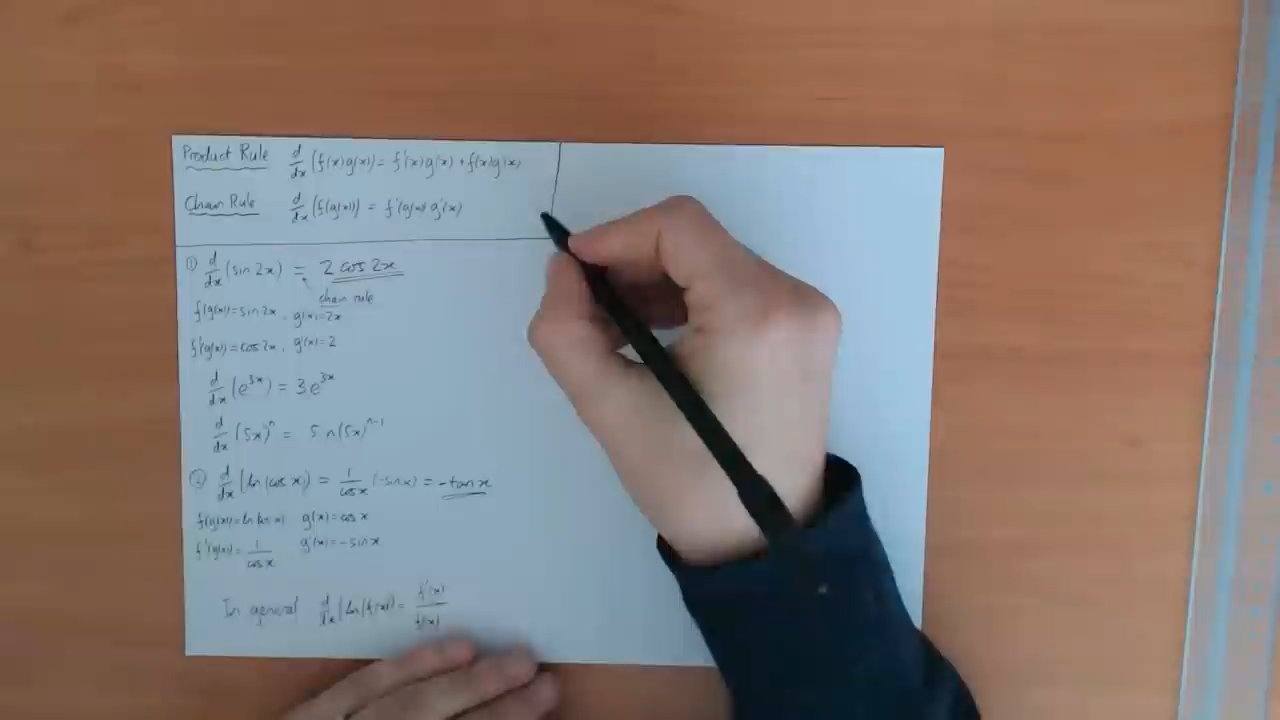 Product Rule d/dx (f(x)g(x)) = f'(x)g(x) + f(x)g'(x)
Chain Rule d/dx (f(g(x))) = f'(g(x)) g'(x)
① d/dx (sin 2x) = 2 cos 2x
chain rule
f(g(x)) = sin 2x , g(x) = 2x
f'(g(x)) = cos 2x , g'(x) = 2
d/dx (e^{3x}) = 3e^{3x}
d/dx (5x)^n = 5n(5x)^{n-1}
② d/dx (ln(cos x)) = 1/cos x (-sin x) = -tan x
f(g(x)) = ln(cos x) g(x) = cos x
f'(g(x)) = 1/cos x g'(x) = -sin x
In general d/dx (ln(f(x))) = f'(x)/f(x)